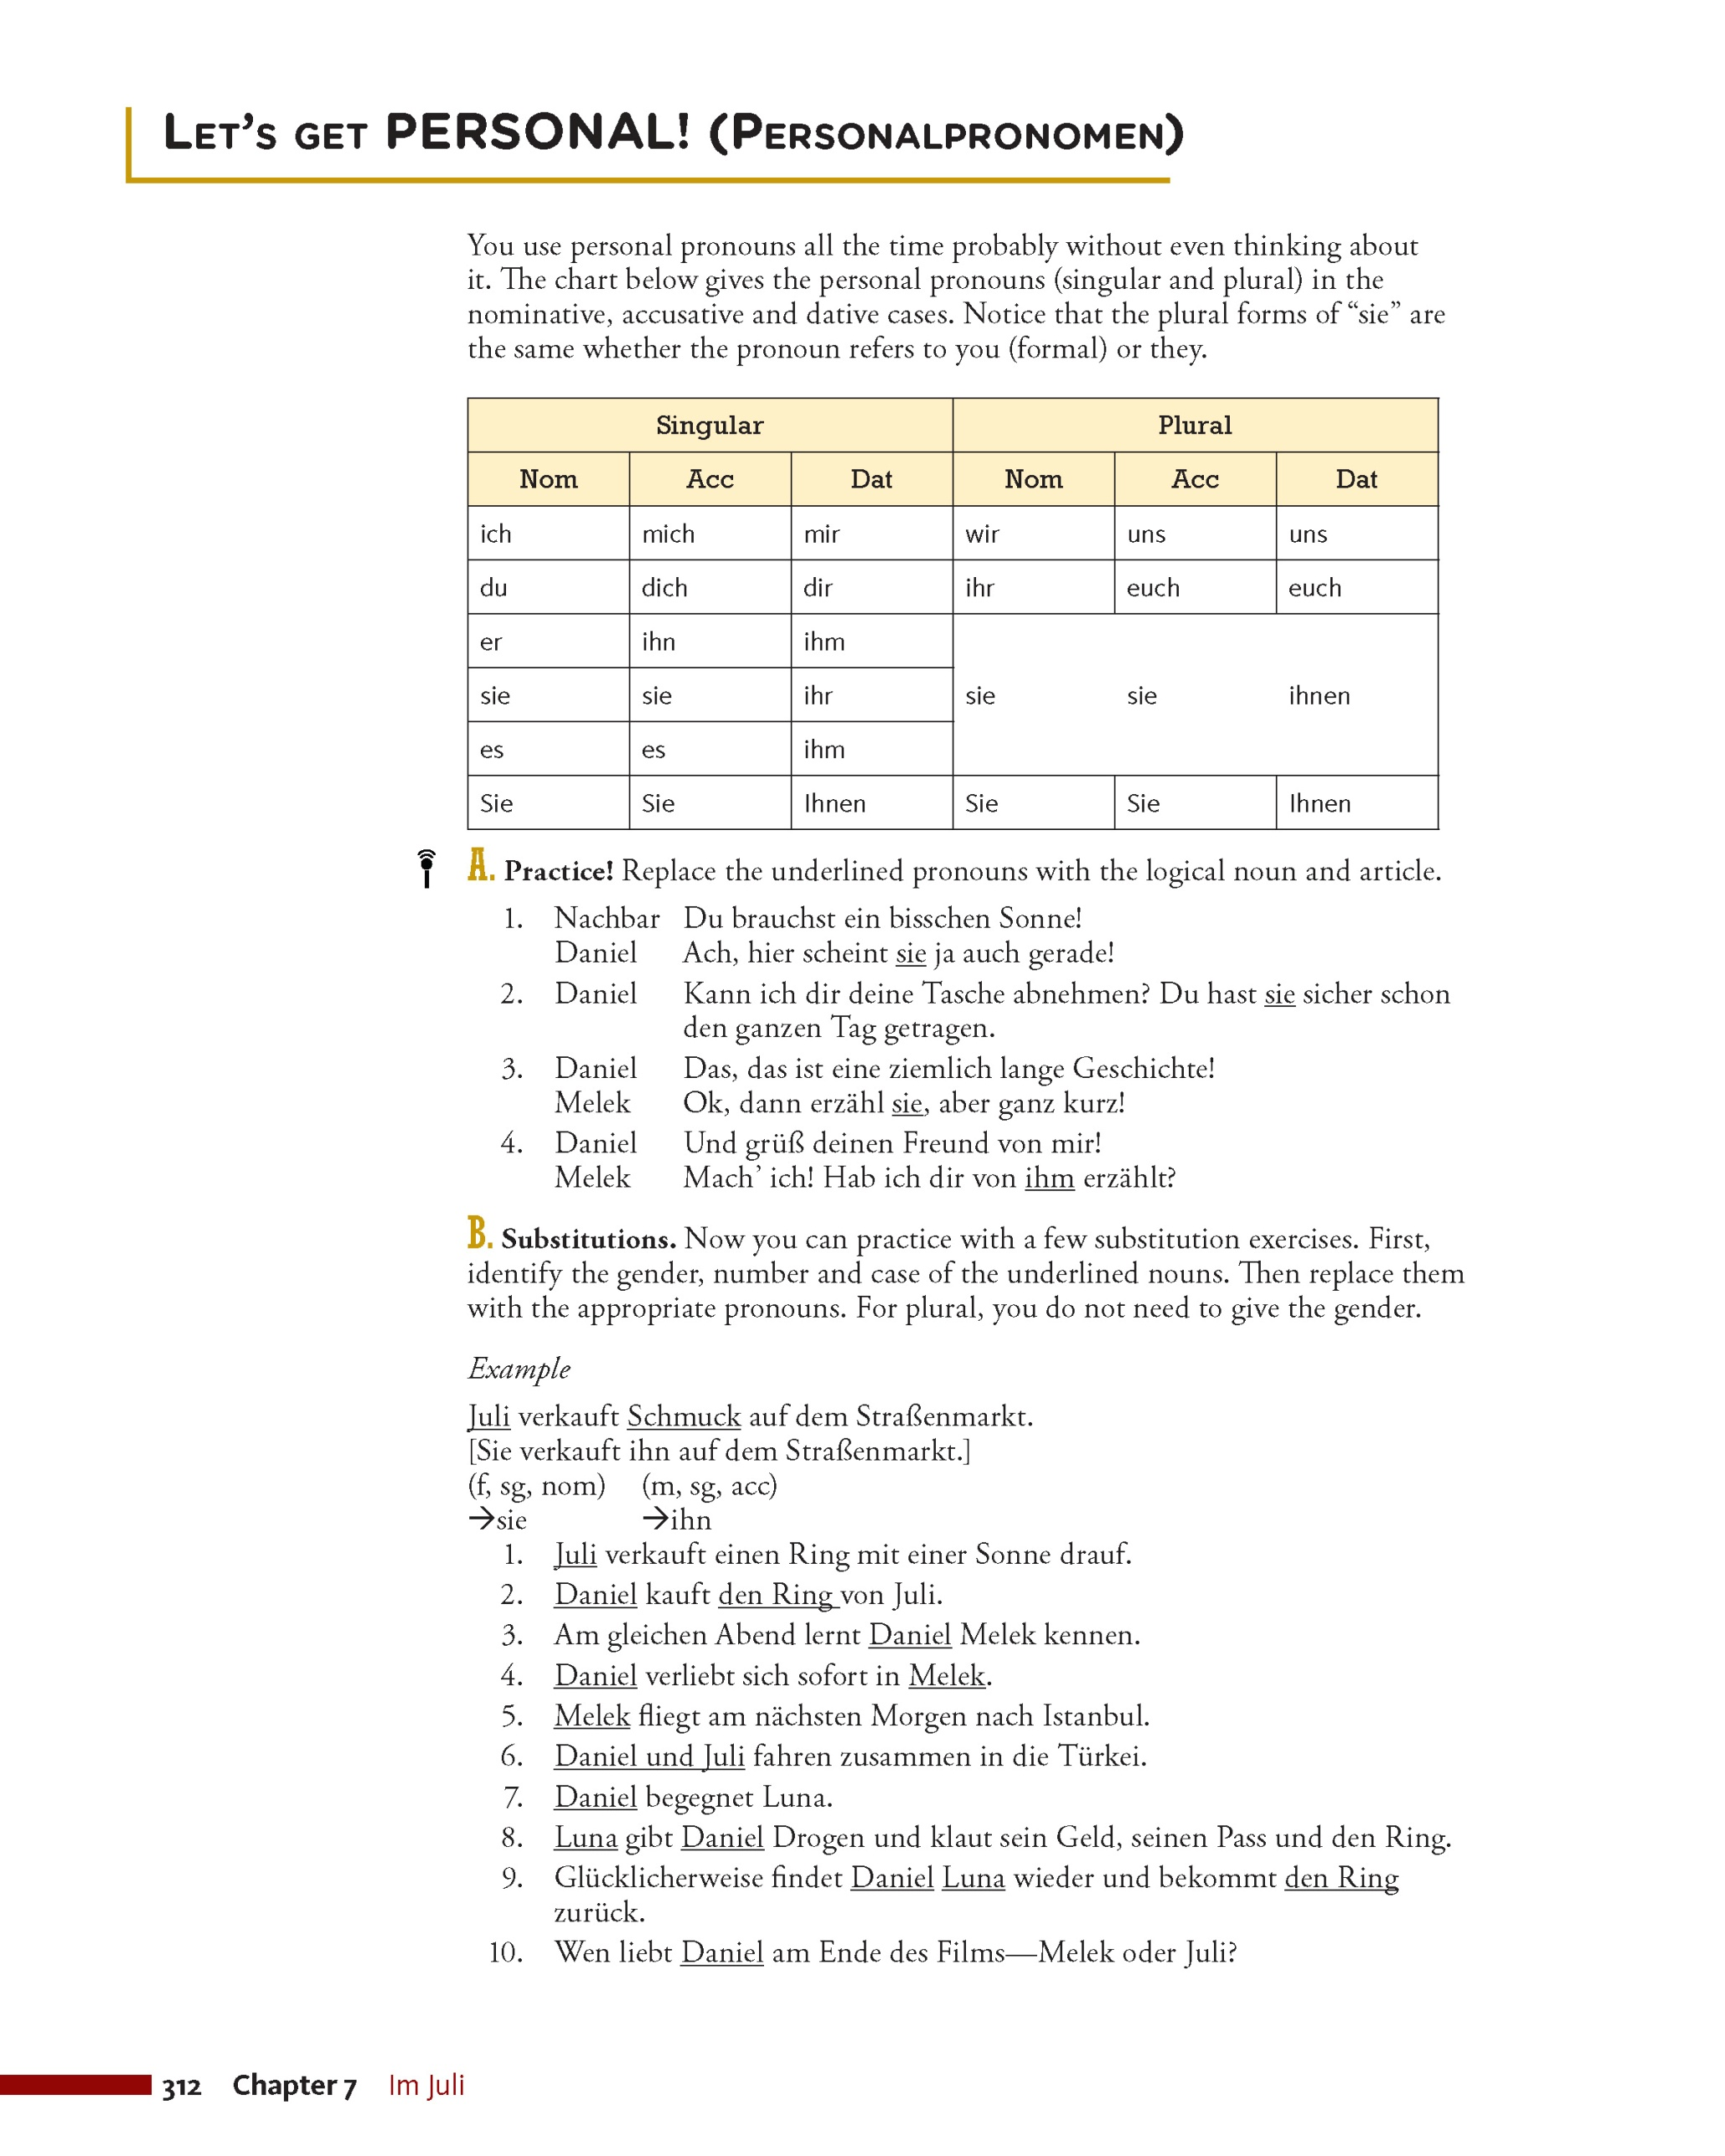 LET'S GET PERSONAL! (PERSONALPRONOMEN)
You use personal pronouns all the time probably without even thinking about
it. The chart below gives the personal pronouns (singular and plural) in the
nominative, accusative and dative cases. Notice that the plural forms of “sie” are
the same whether the pronoun refers to you (formal) or they.
Singular Plural
Nom Acc Dat Nom Acc Dat
ich mich mir wir uns uns
du dich dir ihr euch euch
er ihn ihm
sie sie ihr sie sie ihnen
es es ihm
Sie Sie Ihnen Sie Sie Ihnen
A. Practice! Replace the underlined pronouns with the logical noun and article.
1. Nachbar Du brauchst ein bisschen Sonne!
Daniel Ach, hier scheint sie ja auch gerade!
2. Daniel Kann ich dir deine Tasche abnehmen? Du hast sie sicher schon
den ganzen Tag getragen.
3. Daniel Das, das ist eine ziemlich lange Geschichte!
Melek Ok, dann erzähl sie, aber ganz kurz!
4. Daniel Und grüß deinen Freund von mir!
Melek Mach’ ich! Hab ich dir von ihm erzählt?
B. Substitutions. Now you can practice with a few substitution exercises. First,
identify the gender, number and case of the underlined nouns. Then replace them
with the appropriate pronouns. For plural, you do not need to give the gender.
Example
Juli verkauft Schmuck auf dem Straßenmarkt.
[Sie verkauft ihn auf dem Straßenmarkt.]
(f, sg, nom) (m, sg, acc)
→sie →ihn
1. Juli verkauft einen Ring mit einer Sonne drauf.
2. Daniel kauft den Ring von Juli.
3. Am gleichen Abend lernt Daniel Melek kennen.
4. Daniel verliebt sich sofort in Melek.
5. Melek fliegt am nächsten Morgen nach Istanbul.
6. Daniel und Juli fahren zusammen in die Türkei.
7. Daniel begegnet Luna.
8. Luna gibt Daniel Drogen und klaut sein Geld, seinen Pass und den Ring.
9. Glücklicherweise findet Daniel Luna wieder und bekommt den Ring
zurück.
10. Wen liebt Daniel am Ende des Films—Melek oder Juli?
312 Chapter 7 Im Juli